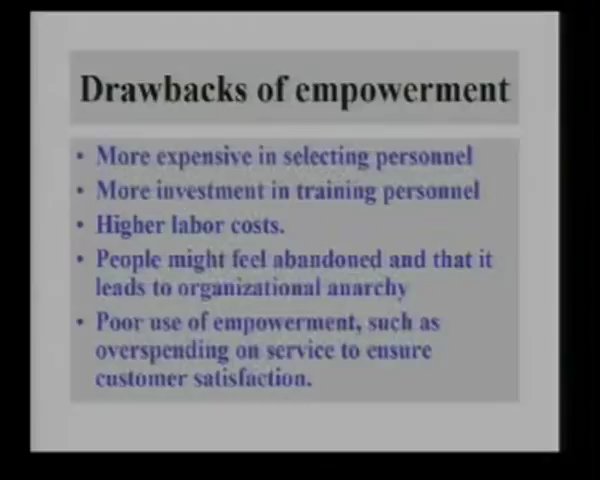 Drawbacks of empowerment
• More expensive in selecting personnel
• More investment in training personnel
• Higher labor costs.
• People might feel abandoned and that it
leads to organizational anarchy
• Poor use of empowerment, such as
overspending on service to ensure
customer satisfaction.